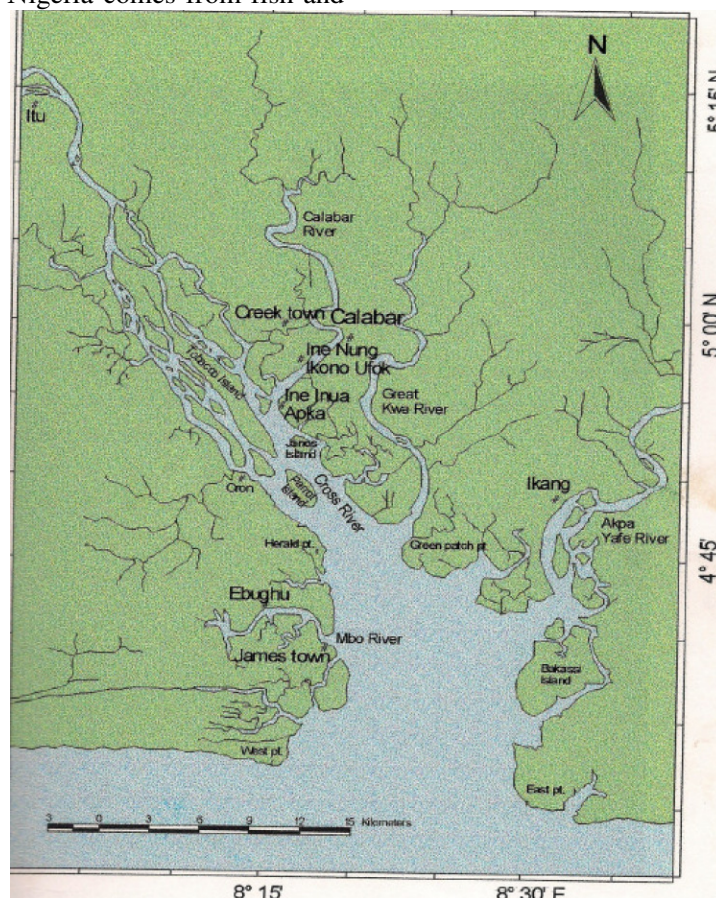 Nigeria comes from fish and
N
5° 15'
Itu
Calabar
River
Creek town
Calabar
5° 00' N
Ine Nung
Ikono Ufok
Tobacco Island
Great
Kwa River
Ine Inua
Apka
James
Island
Cross River
Parrot
Island
Oron
Ikang
Akpa
Yafe River
Herald pt.
Green patch pt.
4° 45'
Ebughu
Mbo River
James town
Bakassi
Island
West pt.
East pt.
3 0 3 6 9 12 15 Kilometers
8° 15'
8° 30' E